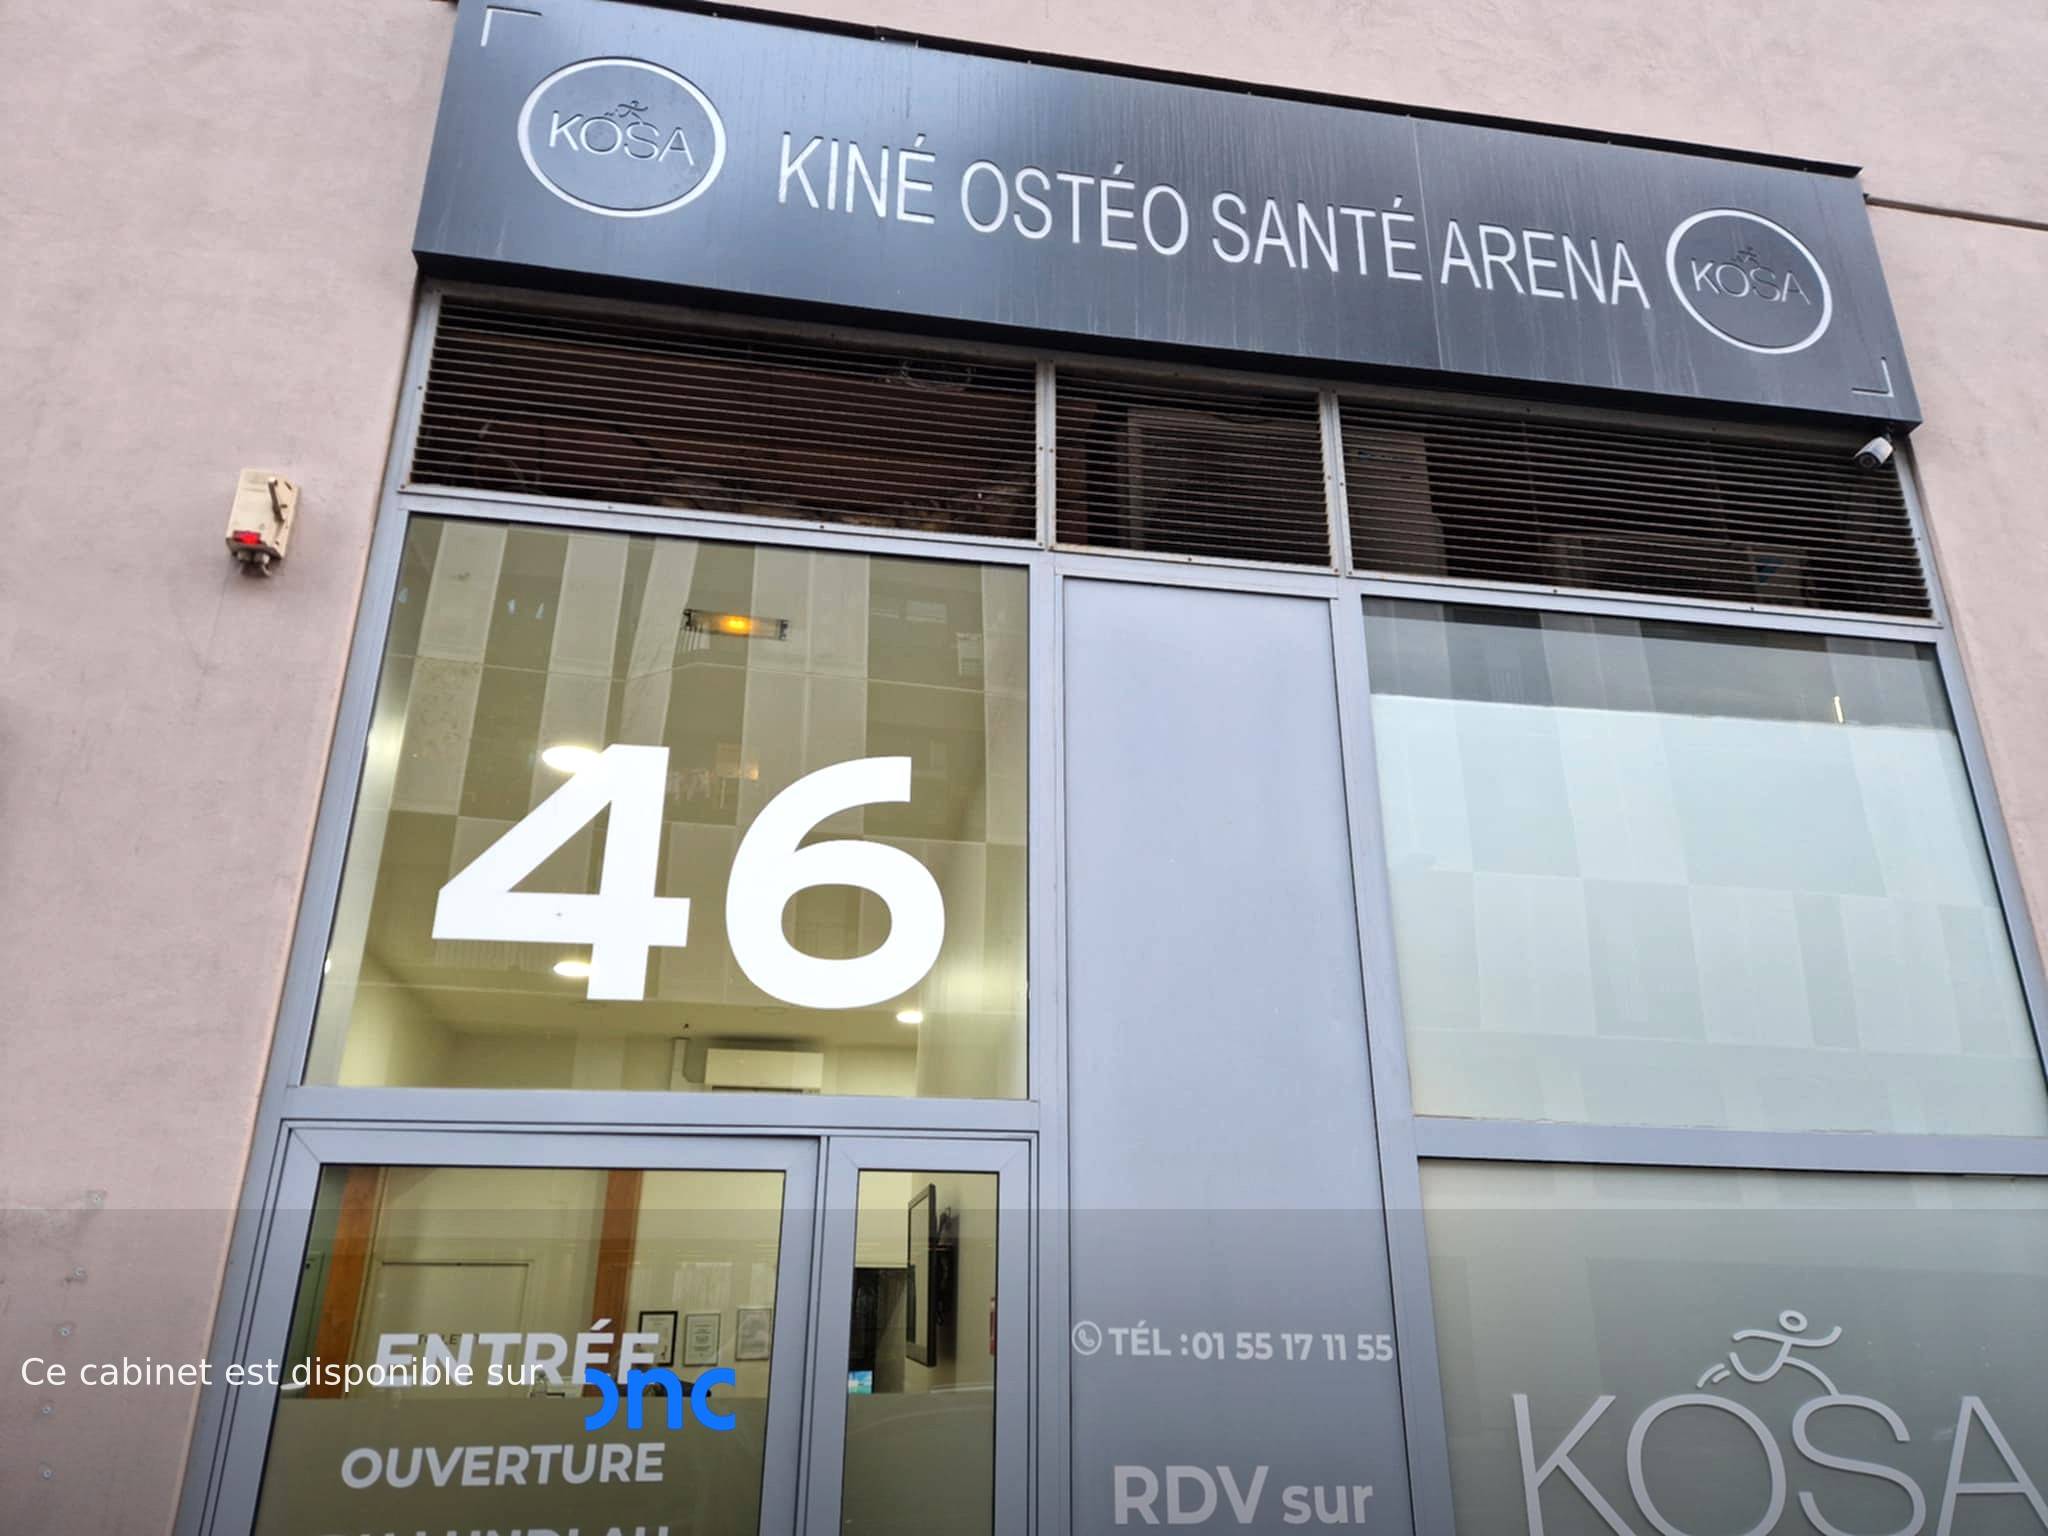 KOSA
KINÉ OSTÉO SANTÉ ARENA
KOSA
46
TÉL : 01 55 17 11 55
ENTRÉE
Ce cabinet est disponible sur
OUVERTURE
RDV sur
KOSA